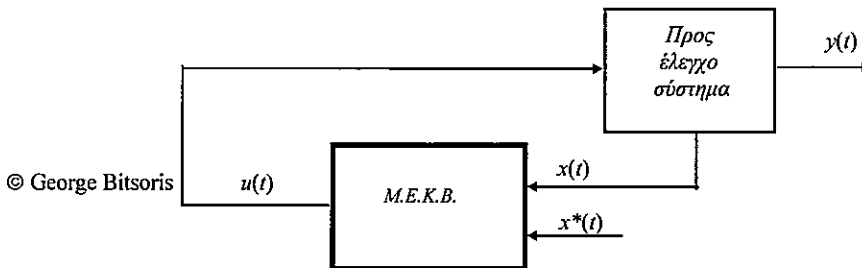 Προς
έλεγχο
σύστημα
y(t)
© George Bitsoris
u(t)
Μ.Ε.Κ.Β.
x(t)
x*(t)